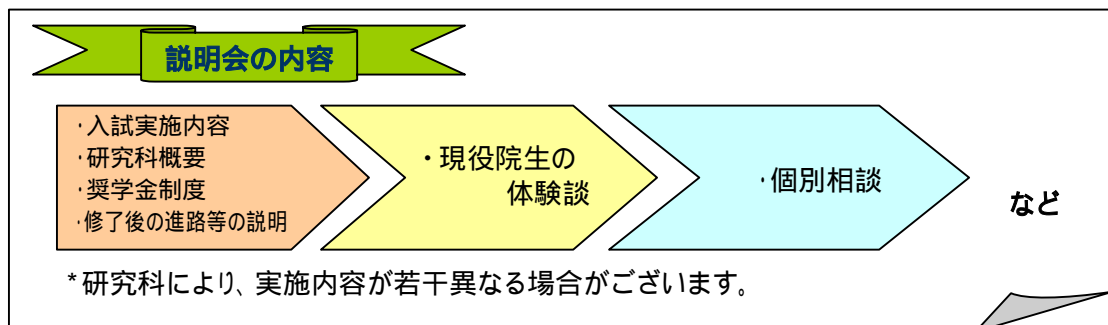 説明会の内容
・入試実施内容
・研究科概要
・奨学金制度
・修了後の進路等の説明
・現役院生の
体験談
・個別相談
など
*研究科により、実施内容が若干異なる場合がございます。